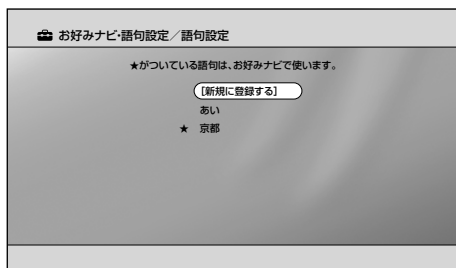 お好みナビ・語句設定／語句設定
★がついている語句は、お好みナビで使います。
[新規に登録する]
あい
★ 京都